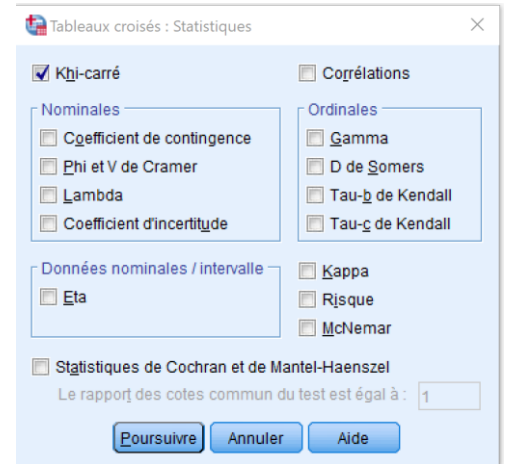 Tableaux croisés : Statistiques
Khi-carré
Corrélations
Nominales
Coefficient de contingence
Phi et V de Cramer
Lambda
Coefficient d'incertitude
Ordinales
Gamma
D de Somers
Tau-b de Kendall
Tau-c de Kendall
Données nominales / intervalle
Eta
Kappa
Risque
McNemar
Statistiques de Cochran et de Mantel-Haenszel
Le rapport des cotes commun du test est égal à : 1
Poursuivre Annuler Aide